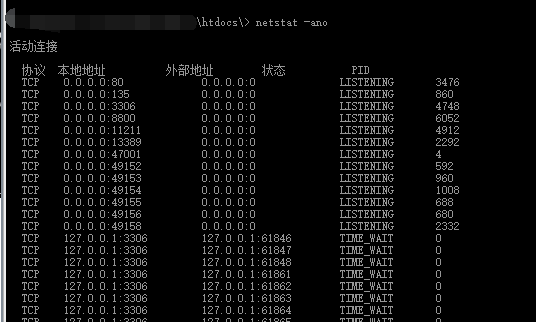 \htdocs\> netstat -ano
活动连接
协议 本地地址 外部地址 状态 PID
TCP 0.0.0.0:80 0.0.0.0:0 LISTENING 3476
TCP 0.0.0.0:135 0.0.0.0:0 LISTENING 860
TCP 0.0.0.0:3306 0.0.0.0:0 LISTENING 4748
TCP 0.0.0.0:8800 0.0.0.0:0 LISTENING 6052
TCP 0.0.0.0:11211 0.0.0.0:0 LISTENING 4912
TCP 0.0.0.0:13389 0.0.0.0:0 LISTENING 2292
TCP 0.0.0.0:47001 0.0.0.0:0 LISTENING 4
TCP 0.0.0.0:49152 0.0.0.0:0 LISTENING 592
TCP 0.0.0.0:49153 0.0.0.0:0 LISTENING 960
TCP 0.0.0.0:49154 0.0.0.0:0 LISTENING 1008
TCP 0.0.0.0:49155 0.0.0.0:0 LISTENING 688
TCP 0.0.0.0:49156 0.0.0.0:0 LISTENING 680
TCP 0.0.0.0:49158 0.0.0.0:0 LISTENING 2332
TCP 127.0.0.1:3306 127.0.0.1:61846 TIME_WAIT 0
TCP 127.0.0.1:3306 127.0.0.1:61847 TIME_WAIT 0
TCP 127.0.0.1:3306 127.0.0.1:61848 TIME_WAIT 0
TCP 127.0.0.1:3306 127.0.0.1:61861 TIME_WAIT 0
TCP 127.0.0.1:3306 127.0.0.1:61862 TIME_WAIT 0
TCP 127.0.0.1:3306 127.0.0.1:61863 TIME_WAIT 0
TCP 127.0.0.1:3306 127.0.0.1:61864 TIME_WAIT 0
TCP 127.0.0.1:3306 127.0.0.1:61865 TIME_WAIT 0